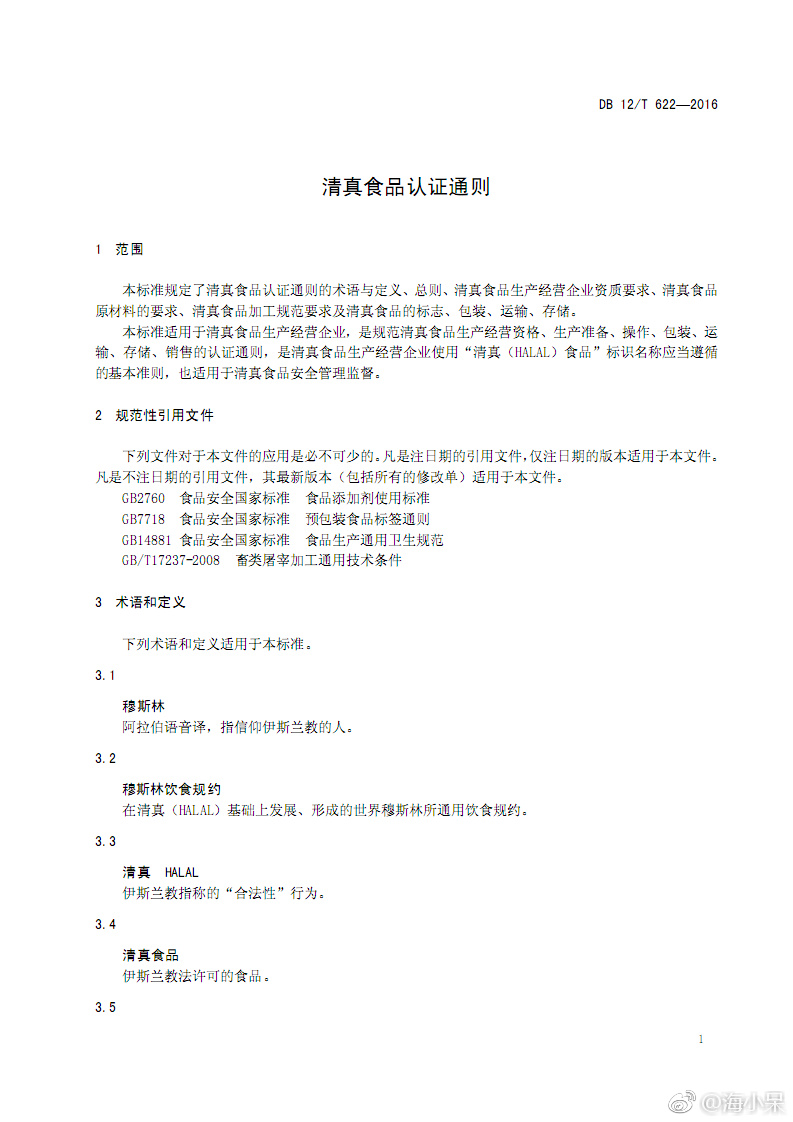 DB 12/T 622—2016
清真食品认证通则
1 范围
本标准规定了清真食品认证通则的术语与定义、总则、清真食品生产经营企业资质要求、清真食品
原材料的要求、清真食品加工规范要求及清真食品的标志、包装、运输、存储。
本标准适用于清真食品生产经营企业，是规范清真食品生产经营资格、生产准备、操作、包装、运
输、存储、销售的认证通则，是清真食品生产经营企业使用“清真（HALAL）食品”标识名称应当遵循
的基本准则，也适用于清真食品安全管理监督。
2 规范性引用文件
下列文件对于本文件的应用是必不可少的。凡是注日期的引用文件，仅注日期的版本适用于本文件。
凡是不注日期的引用文件，其最新版本（包括所有的修改单）适用于本文件。
GB2760 食品安全国家标准 食品添加剂使用标准
GB7718 食品安全国家标准 预包装食品标签通则
GB14881 食品安全国家标准 食品生产通用卫生规范
GB/T17237-2008 畜类屠宰加工通用技术条件
3 术语和定义
下列术语和定义适用于本标准。
3.1
穆斯林
阿拉伯语音译，指信仰伊斯兰教的人。
3.2
穆斯林饮食规约
在清真（HALAL）基础上发展、形成的世界穆斯林所通用饮食规约。
3.3
清真 HALAL
伊斯兰教指称的“合法性”行为。
3.4
清真食品
伊斯兰教法许可的食品。
3.5
1
@海小呆